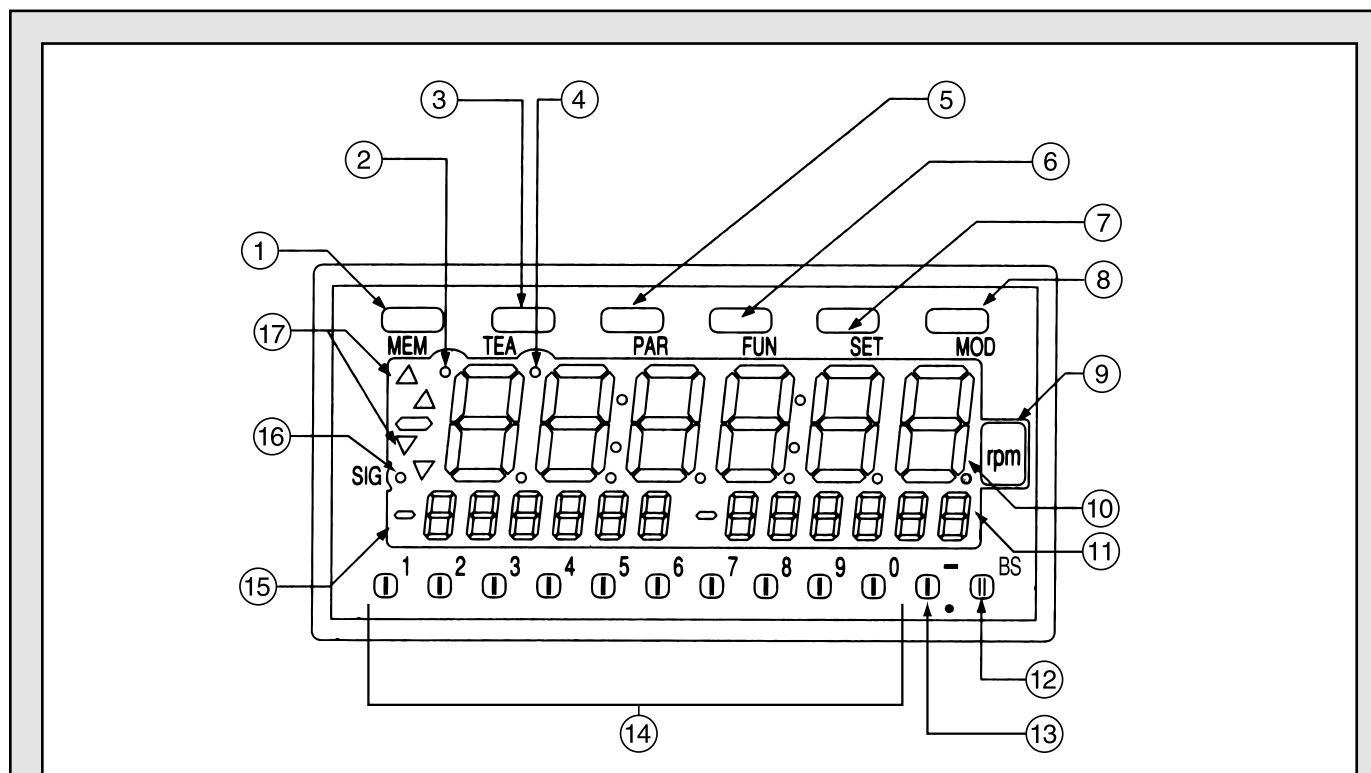 ③ ④ ⑤
② ⑥
① ⑦
⑧
⑰
MEM TEA PAR FUN SET MOD
⑨
rpm
⑯
SIG
⑩
⑪
⑮
1 2 3 4 5 6 7 8 9 0 - BS
.
⑫
⑭ ⑬